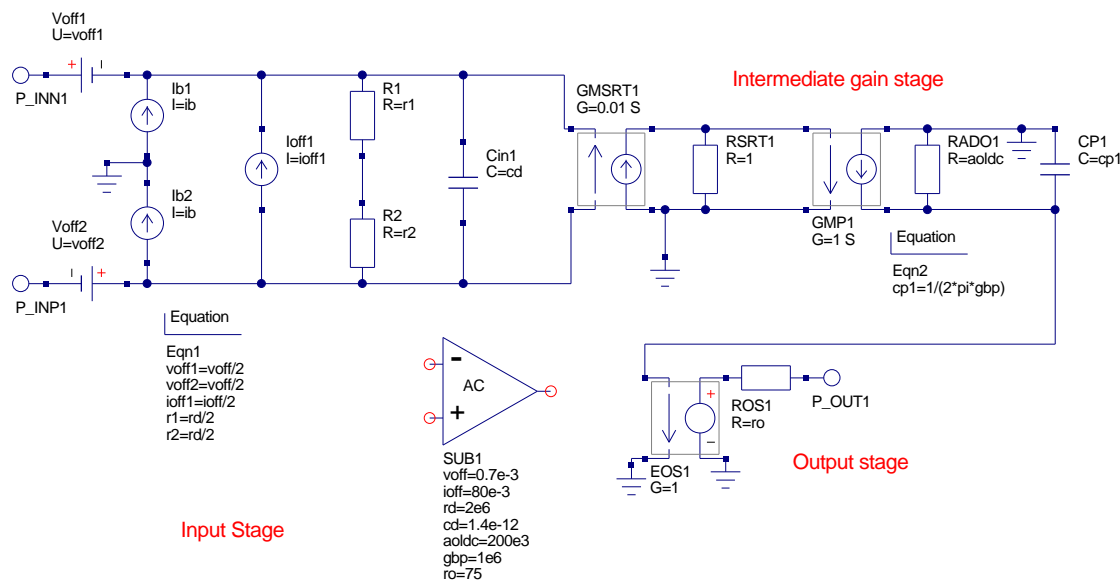 Voff1
U=voff1
+
P_INN1
Ib1
I=ib
Ioff1
I=ioff1
R1
R=r1
Cin1
C=cd
Ib2
I=ib
R2
R=r2
Voff2
U=voff2
+
P_INP1
GMSRT1
G=0.01 S
Intermediate gain stage
RSRT1
R=1
GMP1
G=1 S
RADO1
R=aoldc
CP1
C=cp1
Equation
Eqn2
cp1=1/(2*pi*gbp)
Equation
Eqn1
voff1=voff/2
voff2=voff/2
ioff1=ioff/2
r1=rd/2
r2=rd/2
-
AC
+
SUB1
voff=0.7e-3
ioff=80e-3
rd=2e6
cd=1.4e-12
aoldc=200e3
gbp=1e6
ro=75
+
-
EOS1
G=1
ROS1
R=ro
P_OUT1
Output stage
Input Stage